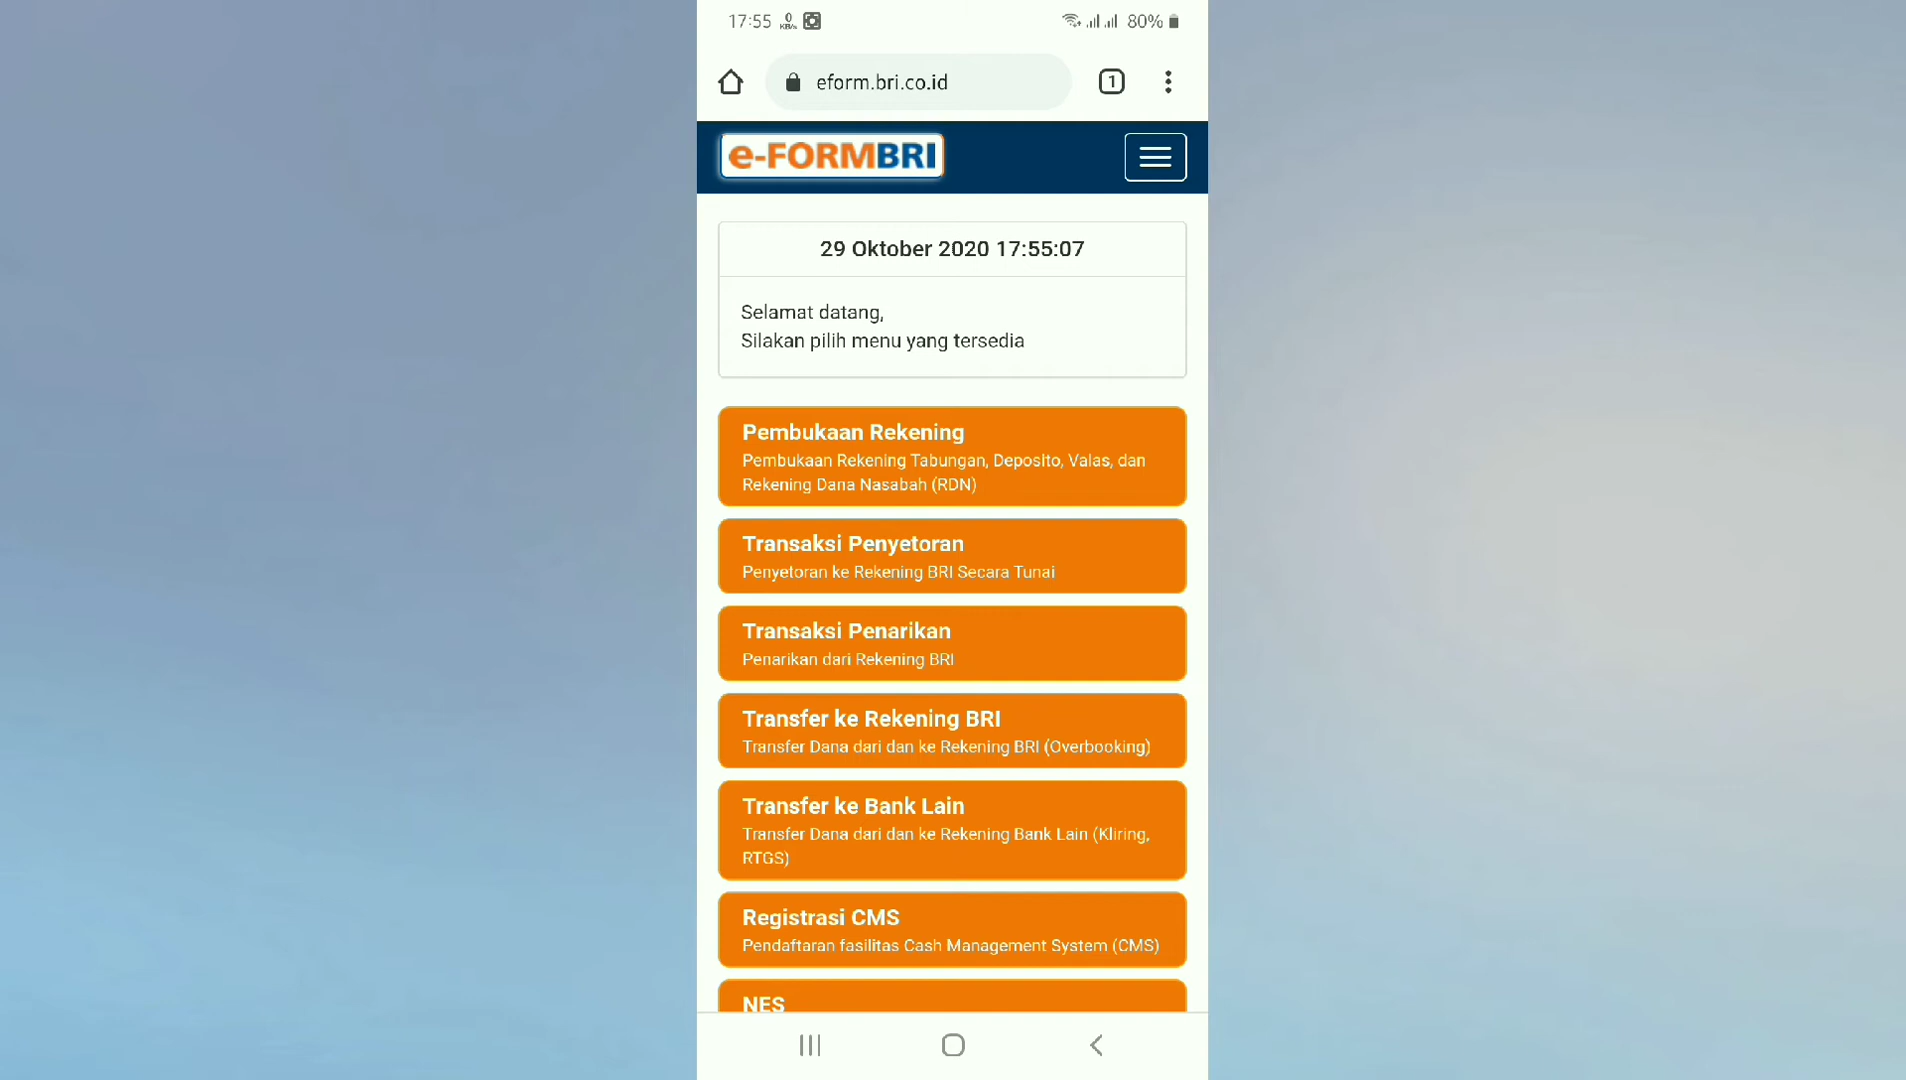 17:55 0 KB/s 80%
eform.bri.co.id 1
e-FORMBRI
29 Oktober 2020 17:55:07
Selamat datang,
Silakan pilih menu yang tersedia
Pembukaan Rekening
Pembukaan Rekening Tabungan, Deposito, Valas, dan
Rekening Dana Nasabah (RDN)
Transaksi Penyetoran
Penyetoran ke Rekening BRI Secara Tunai
Transaksi Penarikan
Penarikan dari Rekening BRI
Transfer ke Rekening BRI
Transfer Dana dari dan ke Rekening BRI (Overbooking)
Transfer ke Bank Lain
Transfer Dana dari dan ke Rekening Bank Lain (Kliring,
RTGS)
Registrasi CMS
Pendaftaran fasilitas Cash Management System (CMS)
NES